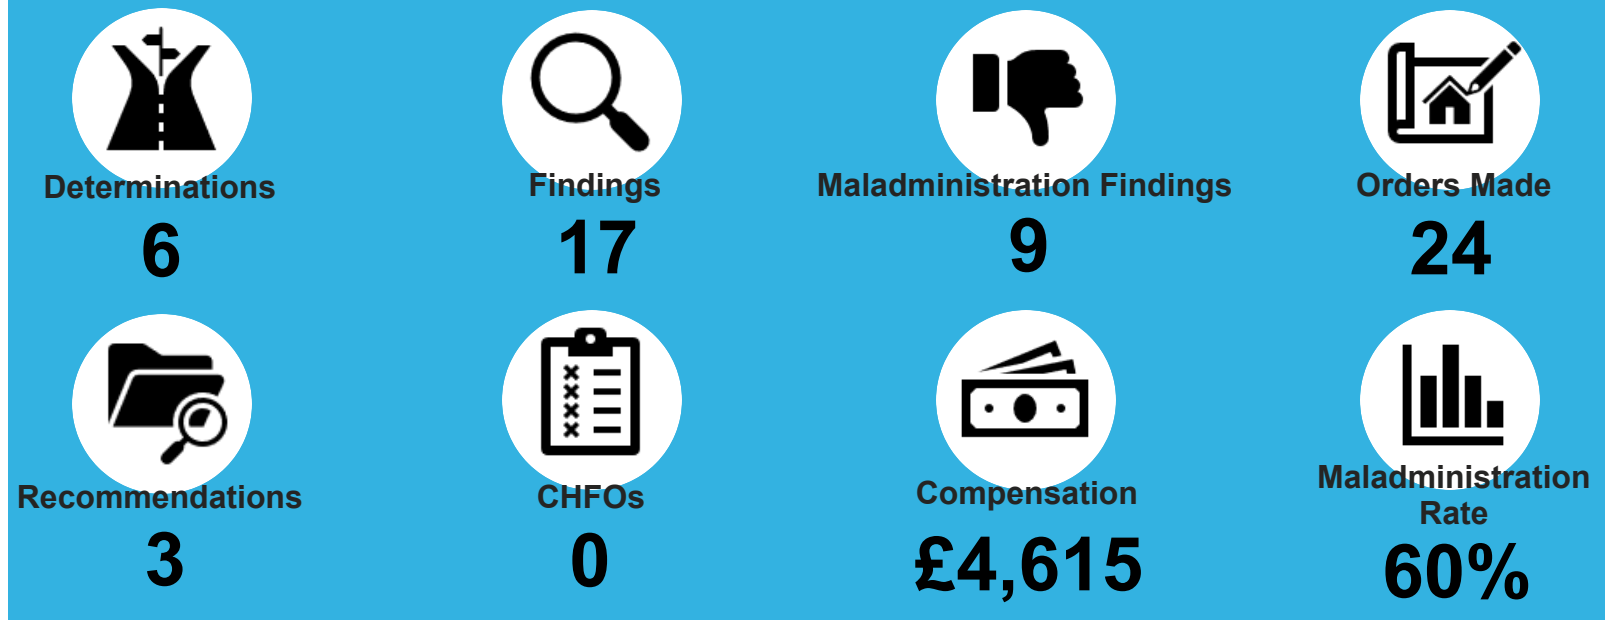 Determinations
6
Findings
17
Maladministration Findings
9
Orders Made
24
Recommendations
3
CHFOs
0
Compensation
£4,615
Maladministration
Rate
60%